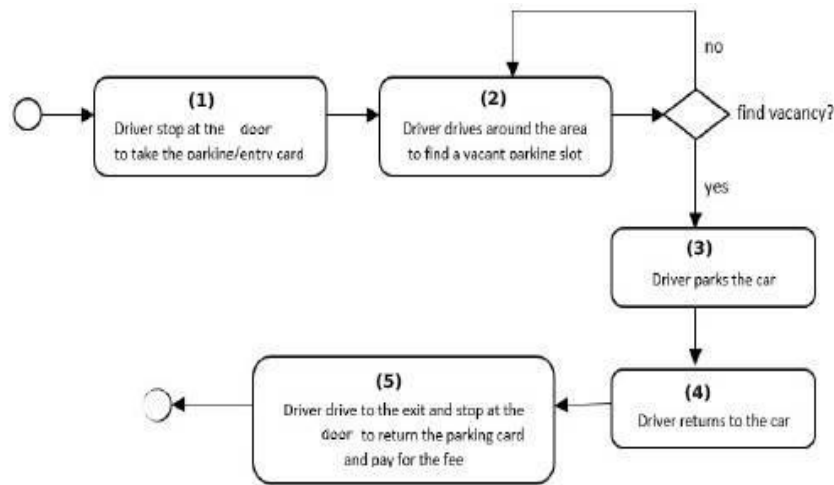 (1)
Driver stop at the door
to take the parking/entry card
(2)
Driver drives around the area
to find a vacant parking slot
no
find vacancy?
yes
(3)
Driver parks the car
(4)
Driver returns to the car
(5)
Driver drive to the exit and stop at the
door to return the parking card
and pay for the fee